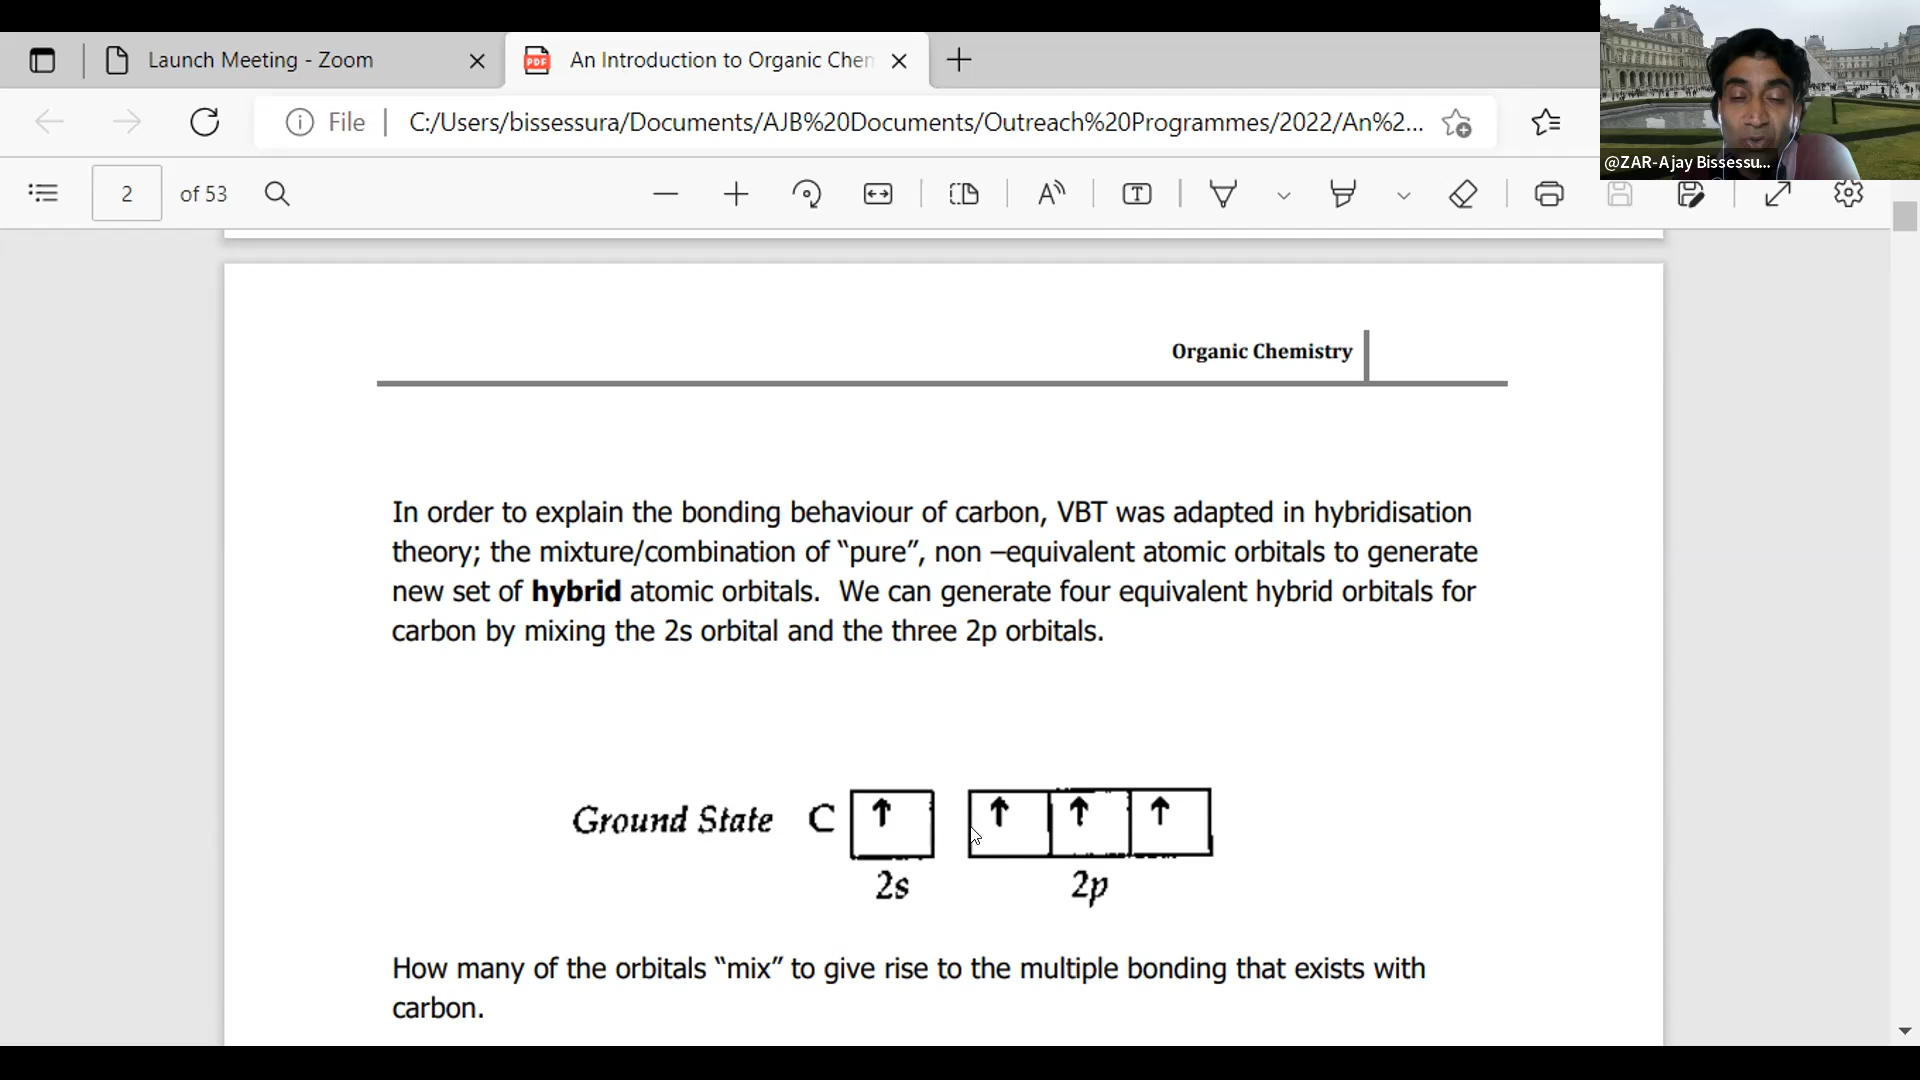 Launch Meeting - Zoom
An Introduction to Organic Chem
File
C:/Users/bissessura/Documents/AJB%20Documents/Outreach%20Programmes/2022/An%2...
@ZAR-Ajay Bissessu...
2 of 53
Organic Chemistry
In order to explain the bonding behaviour of carbon, VBT was adapted in hybridisation
theory; the mixture/combination of “pure”, non –equivalent atomic orbitals to generate
new set of hybrid atomic orbitals. We can generate four equivalent hybrid orbitals for
carbon by mixing the 2s orbital and the three 2p orbitals.
Ground State C
2s 2p
How many of the orbitals “mix” to give rise to the multiple bonding that exists with
carbon.